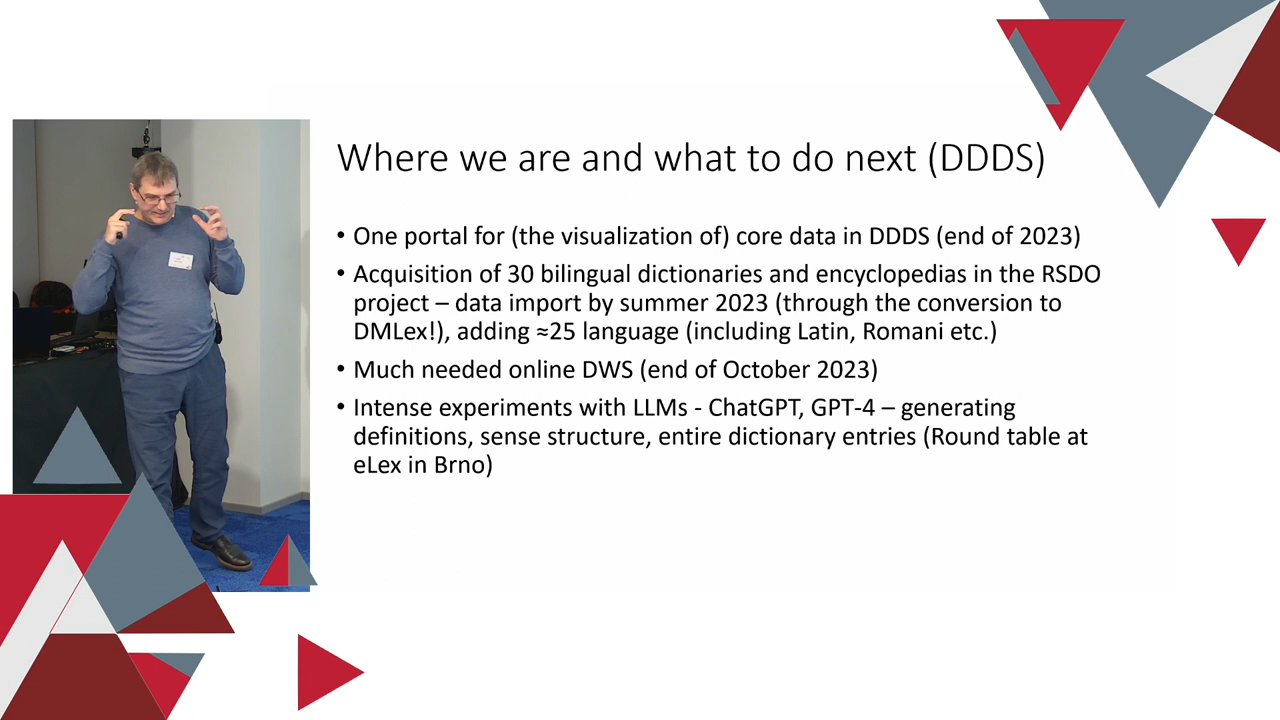 Where we are and what to do next (DDDS)
• One portal for (the visualization of) core data in DDDS (end of 2023)
• Acquisition of 30 bilingual dictionaries and encyclopedias in the RSDO
project – data import by summer 2023 (through the conversion to
DMLex!), adding ≈25 language (including Latin, Romani etc.)
• Much needed online DWS (end of October 2023)
• Intense experiments with LLMs - ChatGPT, GPT-4 – generating
definitions, sense structure, entire dictionary entries (Round table at
eLex in Brno)